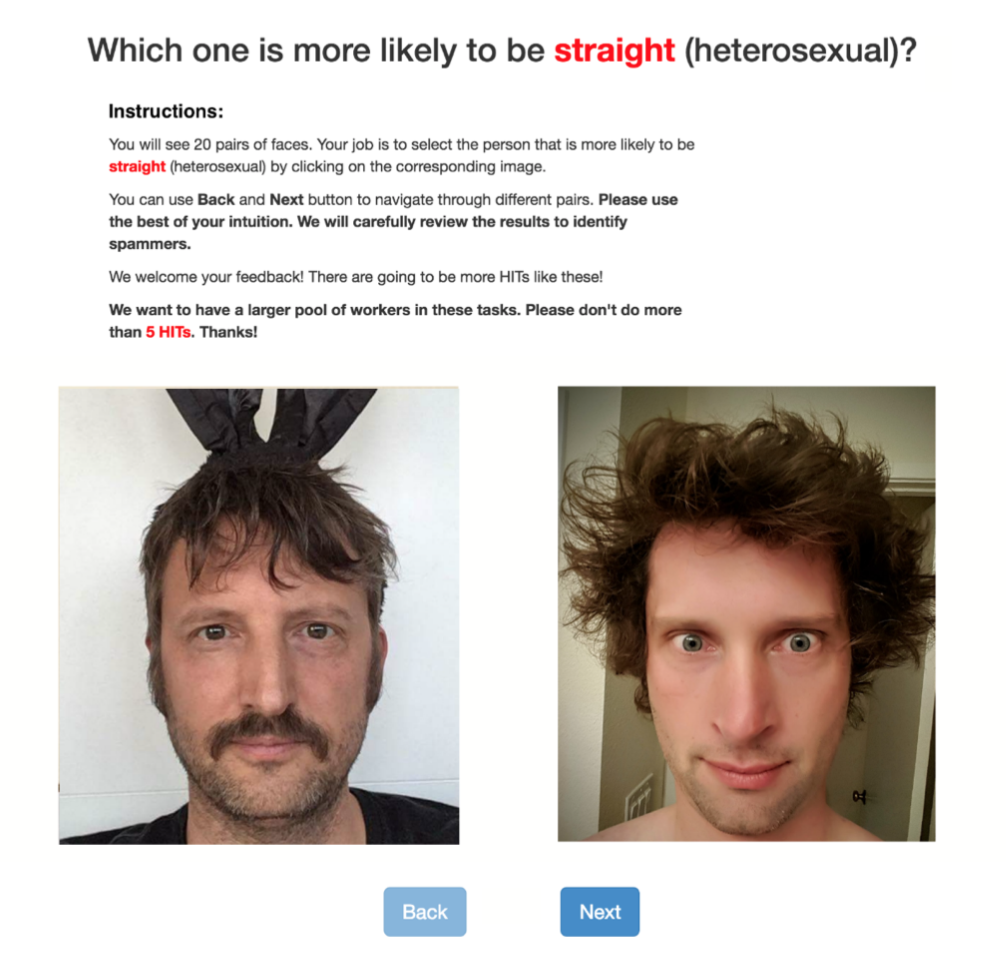 Which one is more likely to be straight (heterosexual)?
Instructions:
You will see 20 pairs of faces. Your job is to select the person that is more likely to be
straight (heterosexual) by clicking on the corresponding image.
You can use Back and Next button to navigate through different pairs. Please use
the best of your intuition. We will carefully review the results to identify
spammers.
We welcome your feedback! There are going to be more HITs like these!
We want to have a larger pool of workers in these tasks. Please don't do more
than 5 HITs. Thanks!
Back
Next